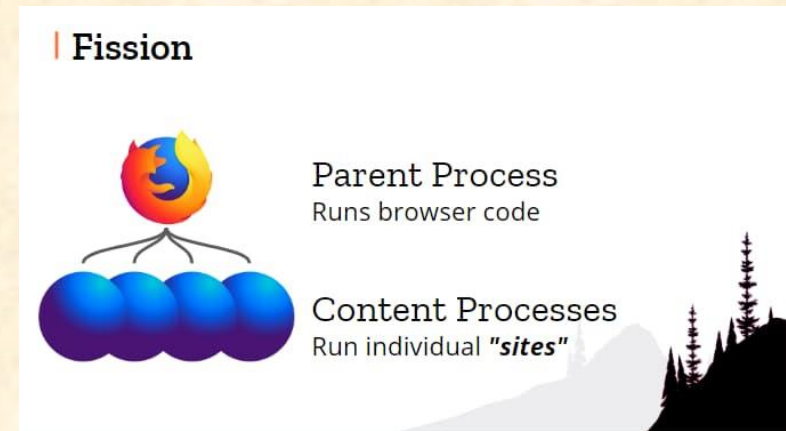 Fission
Parent Process
Runs browser code
Content Processes
Run individual "sites"